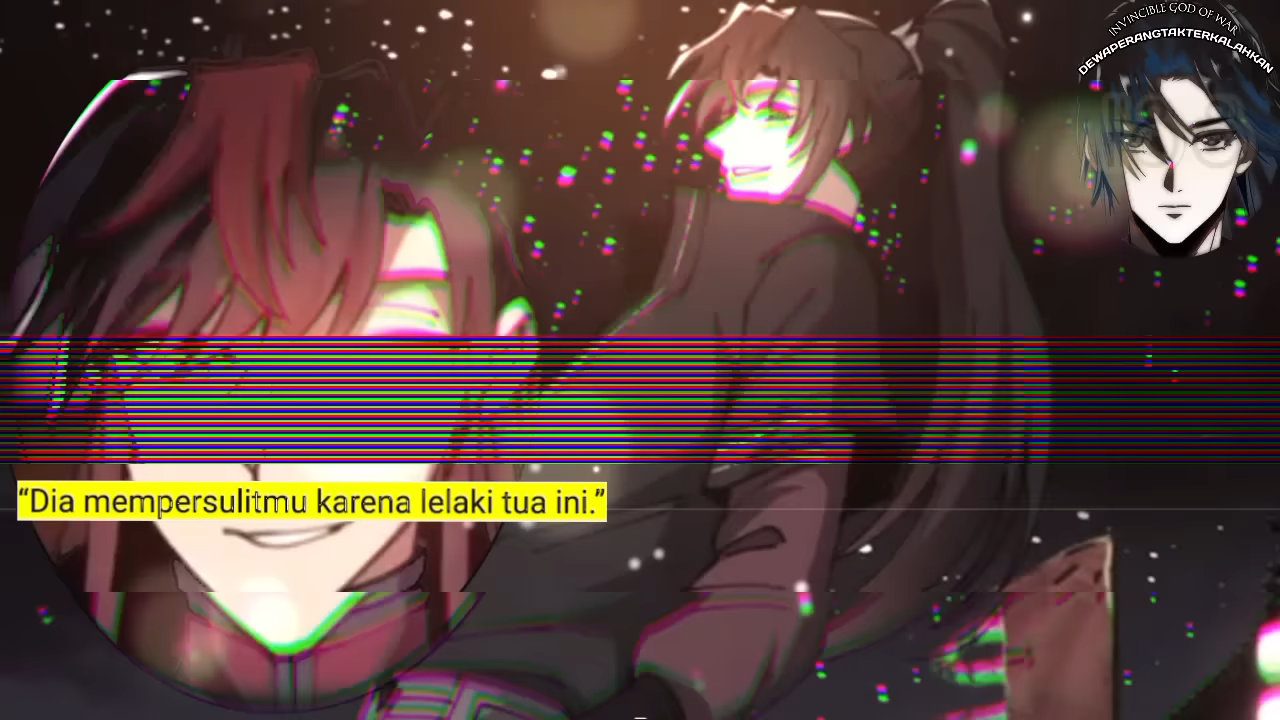 INVINCIBLE GOD OF WAR
DEWAPERANGTAKTERKALAHKAN
“Dia mempersulitmu karena lelaki tua ini.”